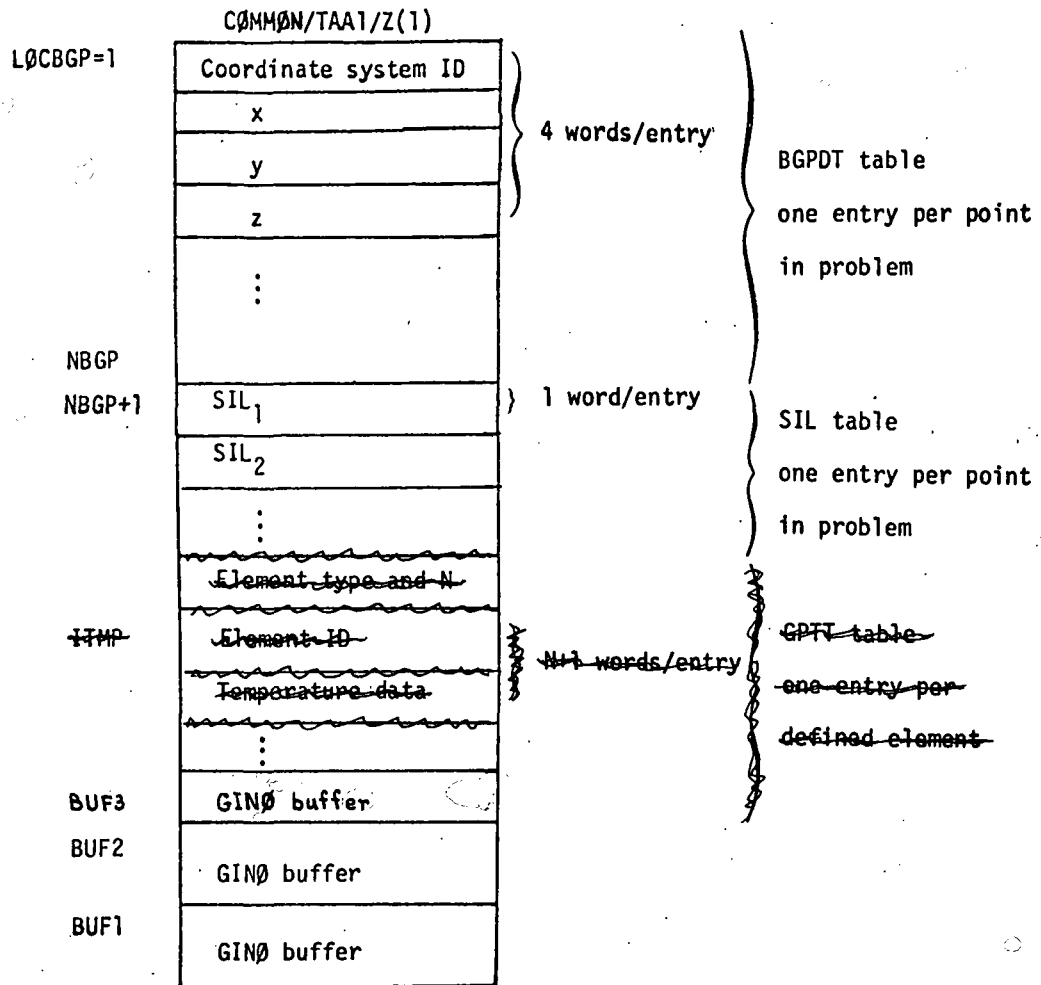 CØMMØN/TAA1/Z(1)
LØCBGP=1
Coordinate system ID
x
y
z
4 words/entry
BGPDT table
one entry per point
in problem
⋮
NBGP
NBGP+1
SIL1
1 word/entry
SIL2
SIL table
one entry per point
in problem
⋮
Element type and N
ITMP
Element ID
Temperature data
N+1 words/entry
GPTT table
one entry per
defined element
⋮
BUF3
GINØ buffer
BUF2
GINØ buffer
BUF1
GINØ buffer